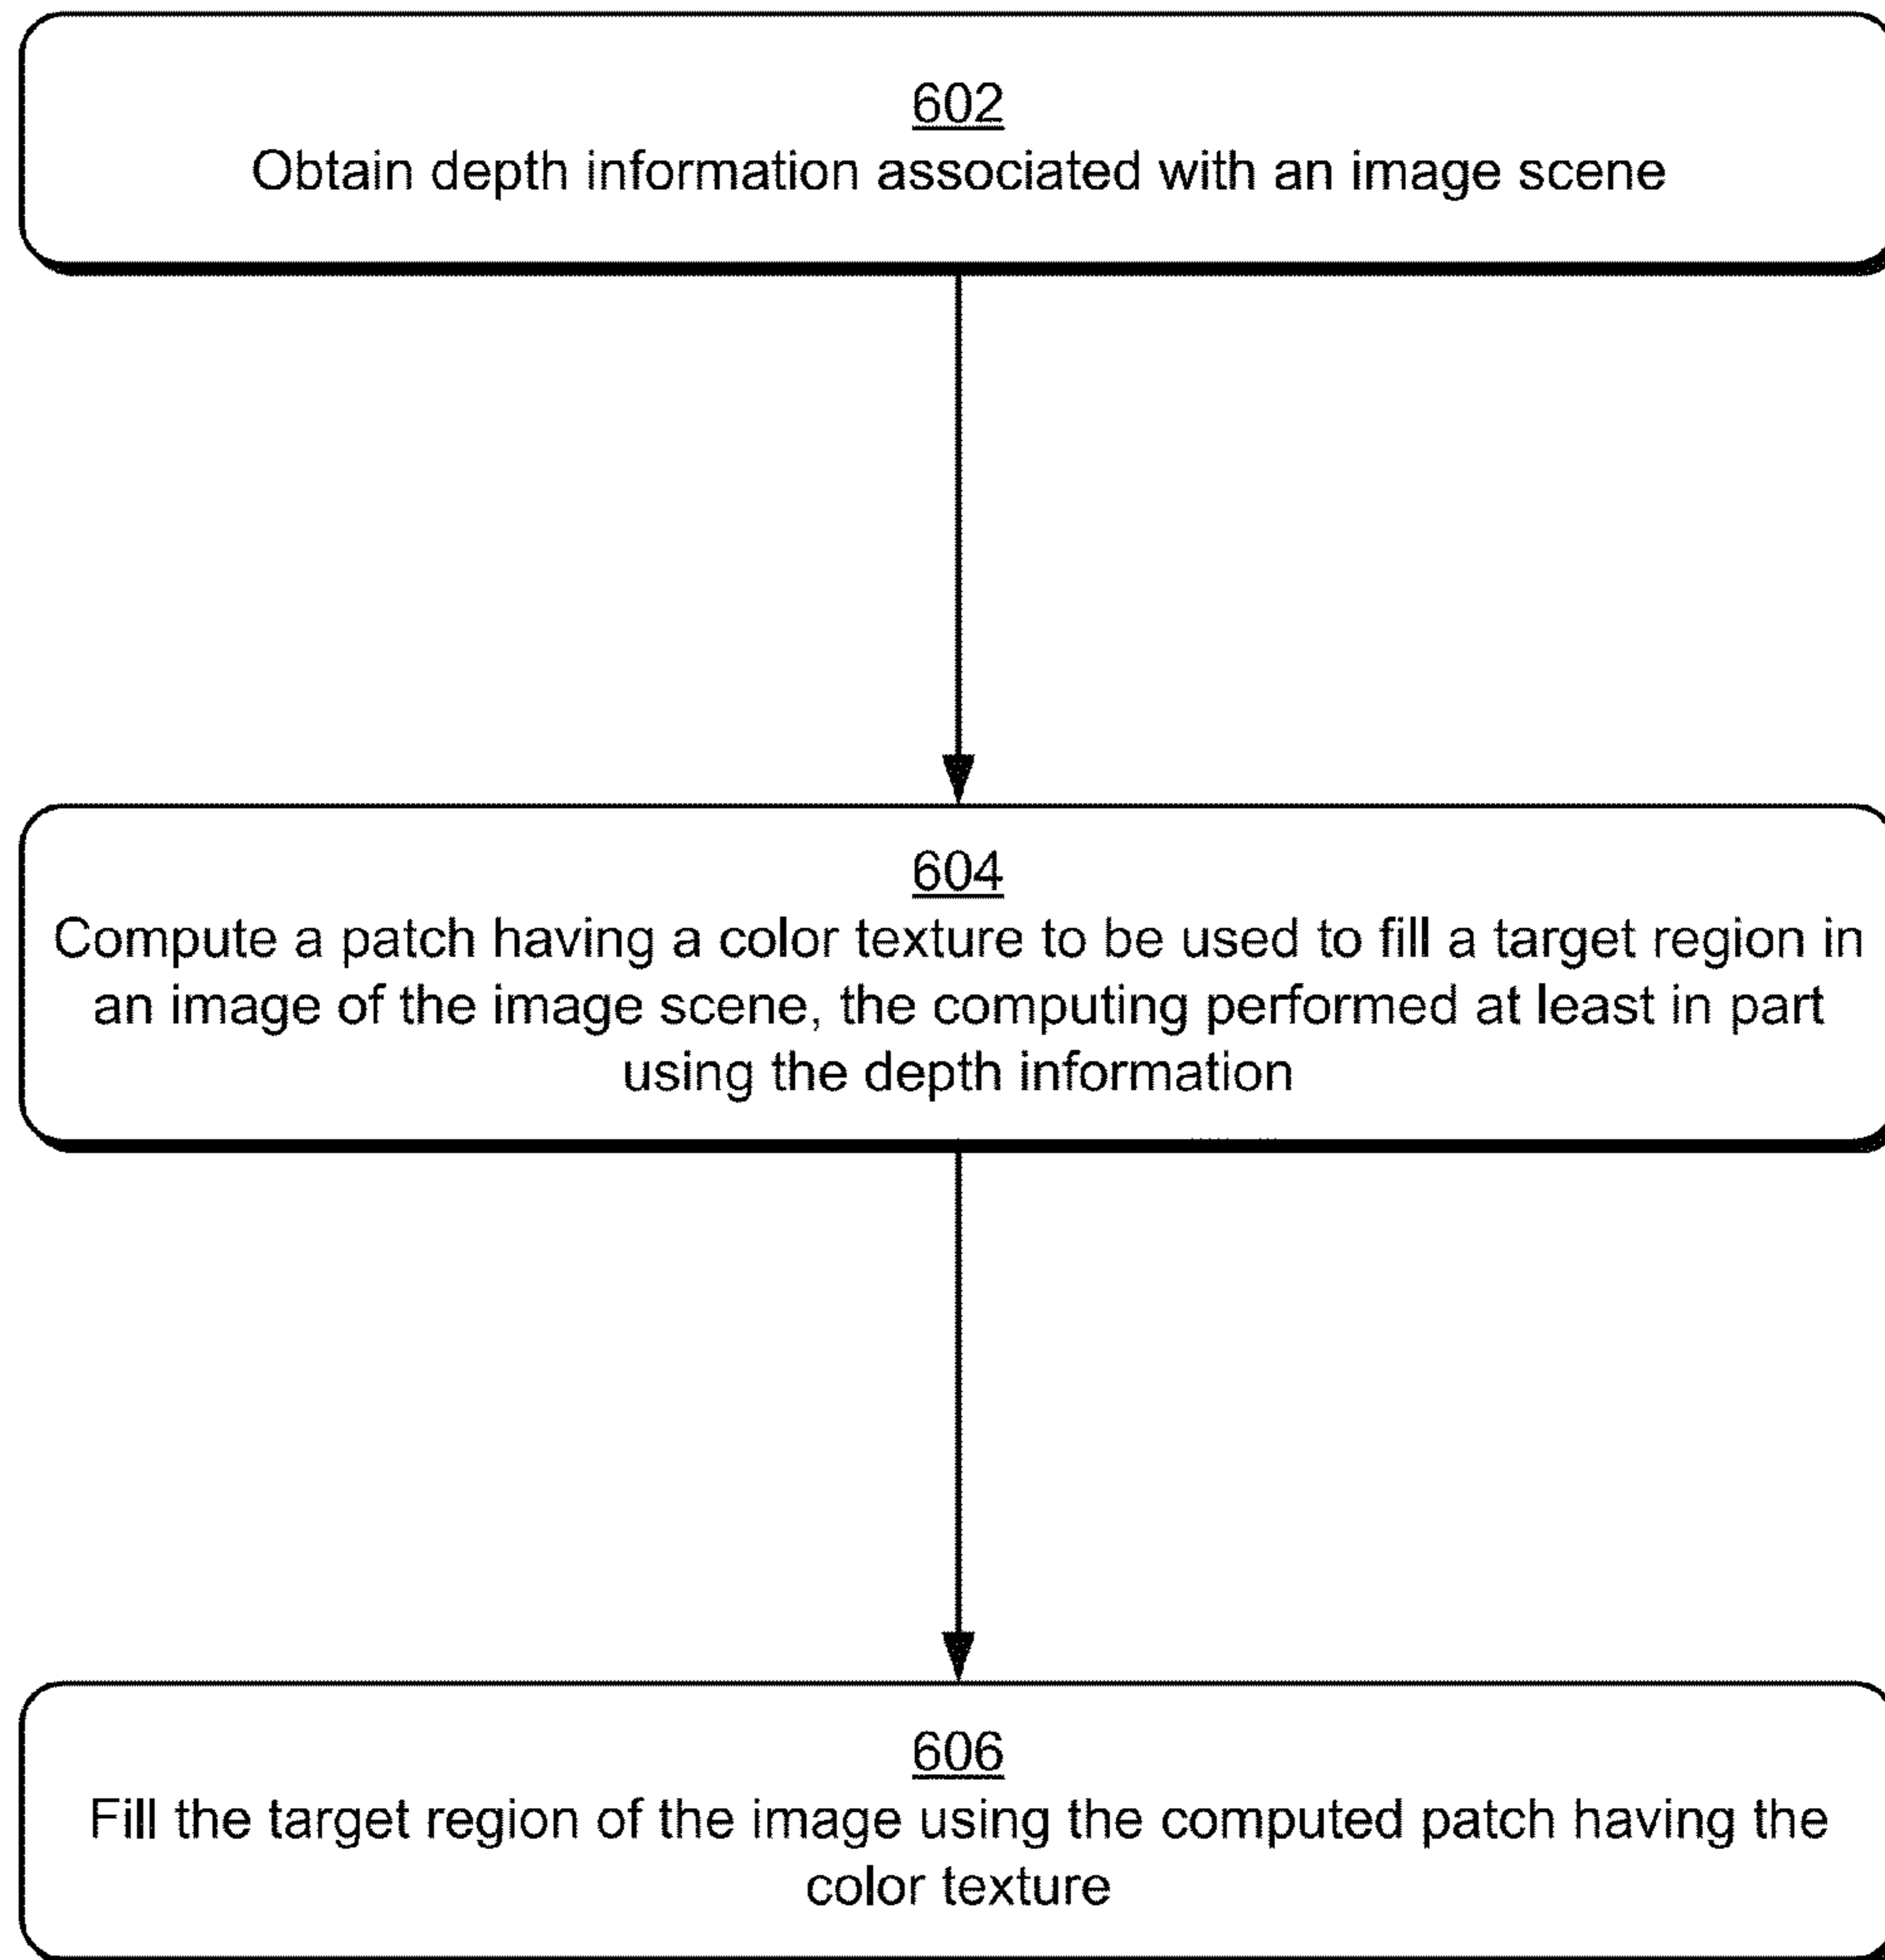 602
Obtain depth information associated with an image scene
604
Compute a patch having a color texture to be used to fill a target region in
an image of the image scene, the computing performed at least in part
using the depth information
606
Fill the target region of the image using the computed patch having the
color texture